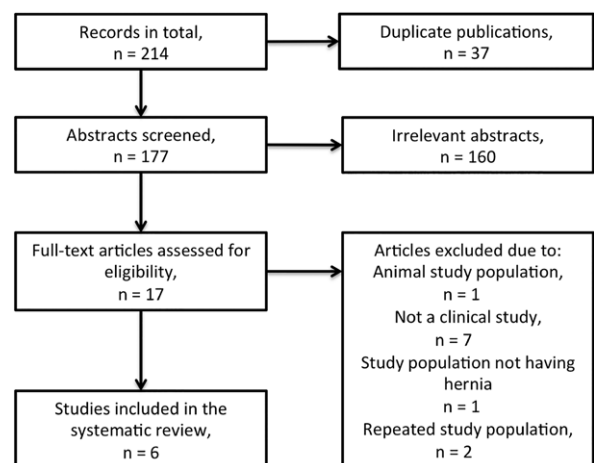 Records in total,
n = 214
Duplicate publications,
n = 37
Abstracts screened,
n = 177
Irrelevant abstracts,
n = 160
Full-text articles assessed for
eligibility,
n = 17
Articles excluded due to:
Animal study population,
n = 1
Not a clinical study,
n = 7
Study population not having
hernia
n = 1
Repeated study population,
n = 2
Studies included in the
systematic review,
n = 6